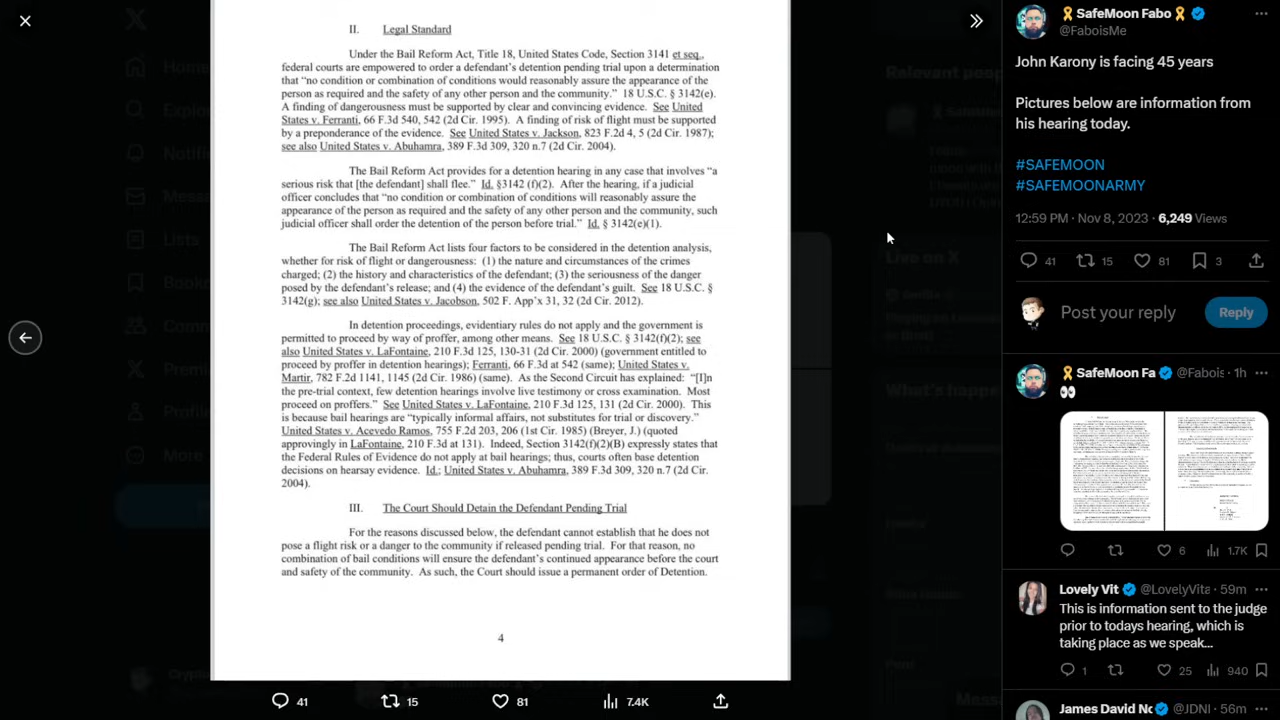 II. Legal Standard
Under the Bail Reform Act, Title 18, United States Code, Section 3141 et seq.,
federal courts are empowered to order a defendant's detention pending trial upon a determination
that "no condition or combination of conditions would reasonably assure the appearance of the
person as required and the safety of any other person and the community." 18 U.S.C. § 3142(e).
A finding of dangerousness must be supported by clear and convincing evidence. See United
States v. Ferranti, 66 F.3d 540, 542 (2d Cir. 1995). A finding of risk of flight must be supported
by a preponderance of the evidence. See United States v. Jackson, 823 F.2d 4, 5 (2d Cir. 1987);
see also United States v. Abuhamra, 389 F.3d 309, 320 n.7 (2d Cir. 2004).
The Bail Reform Act provides for a detention hearing in any case that involves "a
serious risk that [the defendant] shall flee." Id. §3142 (f)(2). After the hearing, if a judicial
officer concludes that "no condition or combination of conditions will reasonably assure the
appearance of the person as required and the safety of any other person and the community, such
judicial officer shall order the detention of the person before trial." Id. § 3142(e)(1).
The Bail Reform Act lists four factors to be considered in the detention analysis,
whether for risk of flight or dangerousness: (1) the nature and circumstances of the crimes
charged; (2) the history and characteristics of the defendant; (3) the seriousness of the danger
posed by the defendant's release; and (4) the evidence of the defendant's guilt. See 18 U.S.C. §
3142(g); see also United States v. Jacobson, 502 F. App'x 31, 32 (2d Cir. 2012).
In detention proceedings, evidentiary rules do not apply and the government is
permitted to proceed by way of proffer, among other means. See 18 U.S.C. § 3142(f)(2); see
also United States v. LaFontaine, 210 F.3d 125, 130-31 (2d Cir. 2000) (government entitled to
proceed by proffer in detention hearings); Ferranti, 66 F.3d at 542 (same); United States v.
Martir, 782 F.2d 1141, 1145 (2d Cir. 1986) (same). As the Second Circuit has explained: "[I]n
the pre-trial context, few detention hearings involve live testimony or cross examination. Most
proceed on proffers." See United States v. LaFontaine, 210 F.3d 125, 131 (2d Cir. 2000). This
is because bail hearings are "typically informal affairs, not substitutes for trial or discovery."
United States v. Acevedo Ramos, 755 F.2d 203, 206 (1st Cir. 1985) (Breyer, J.) (quoted
approvingly in LaFontaine, 210 F.3d at 131). Indeed, Section 3142(f)(2)(B) expressly states that
the Federal Rules of Evidence do not apply at bail hearings; thus, courts often base detention
decisions on hearsay evidence. Id.; United States v. Abuhamra, 389 F.3d 309, 320 n.7 (2d Cir.
2004).
III. The Court Should Detain the Defendant Pending Trial
For the reasons discussed below, the defendant cannot establish that he does not
pose a flight risk or a danger to the community if released pending trial. For that reason, no
combination of bail conditions will ensure the defendant's continued appearance before the court
and safety of the community. As such, the Court should issue a permanent order of Detention.
4
41 15 81 7.4K
SafeMoon Fabo
@FaboisMe
John Karony is facing 45 years
Pictures below are information from
his hearing today.
#SAFEMOON
#SAFEMOONARMY
12:59 PM · Nov 8, 2023 · 6,249 Views
41 15 81 3
Post your reply
Reply
SafeMoon Fa @Fabois · 1h
6 1.7K
Lovely Vit @LovelyVita · 59m
This is information sent to the judge
prior to todays hearing, which is
taking place as we speak...
1 25 940
James David No @JDNI · 56m
Home
Explore
Lists
Premi
Profil
More
Relevant peop
Live on X
What's happen